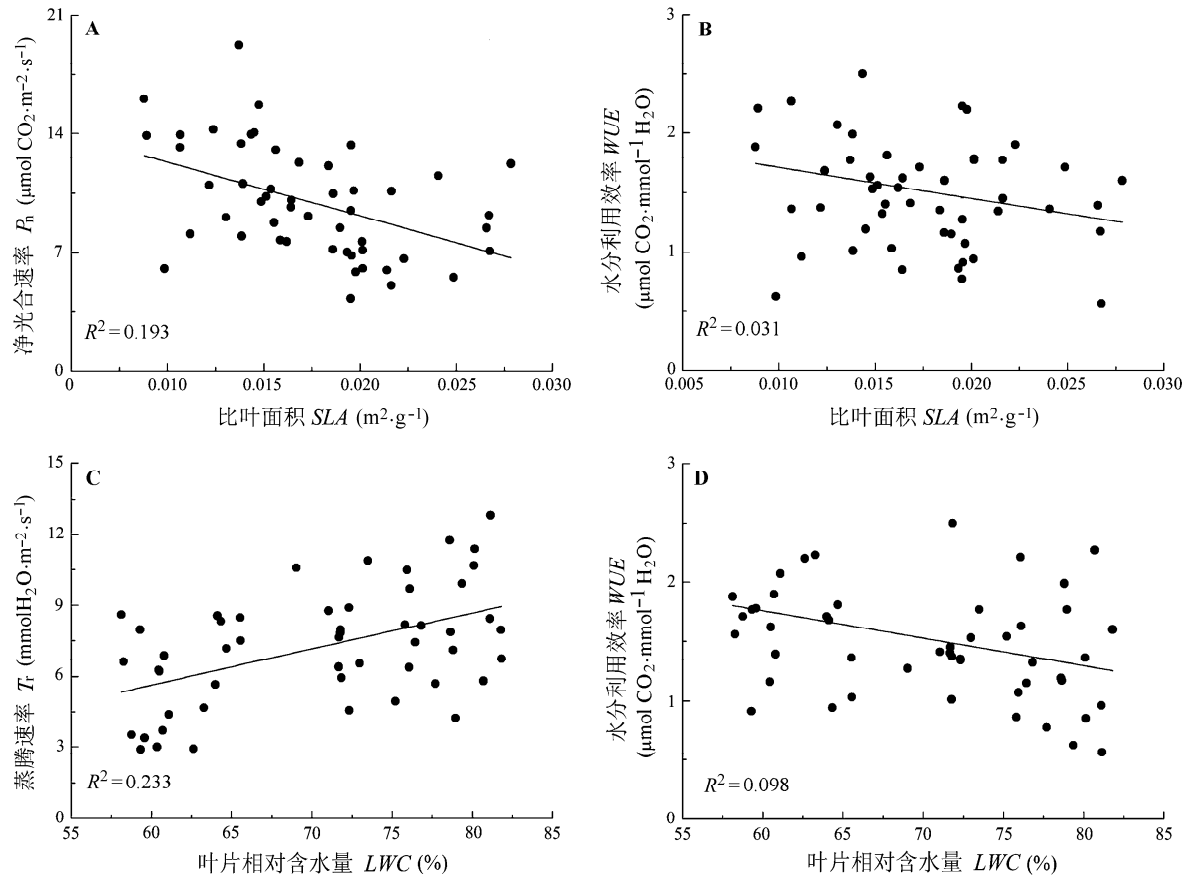 A
净光合速率 Pn (μmol CO2·m−2·s−1)
21
14
7
0
R2=0.193
0
0.010
0.015
0.020
0.025
0.030
比叶面积 SLA (m2·g-1)
B
水分利用效率 WUE
(μmol CO2·mmol−1 H2O)
3
2
1
0
R2=0.031
0.005
0.010
0.015
0.020
0.025
0.030
比叶面积 SLA (m2·g-1)
C
蒸腾速率 Tr (mmolH2O·m−2·s−1)
15
12
9
6
3
0
R2=0.233
55
60
65
70
75
80
85
叶片相对含水量 LWC (%)
D
水分利用效率 WUE
(μmol CO2·mmol−1 H2O)
3
2
1
0
R2=0.098
55
60
65
70
75
80
85
叶片相对含水量 LWC (%)